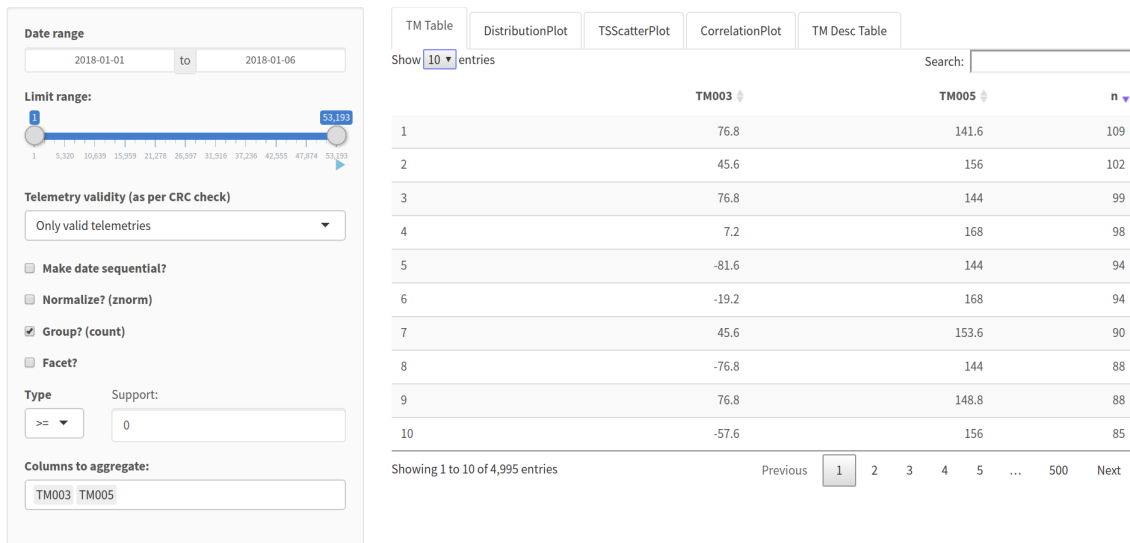 Date range
2018-01-01 to 2018-01-06
Limit range:
1 53,193
1 5,320 10,639 15,959 21,278 26,597 31,916 37,236 42,555 47,874 53,193
Telemetry validity (as per CRC check)
Only valid telemetries
Make date sequential?
Normalize? (znorm)
Group? (count)
Facet?
Type Support:
>= 0
Columns to aggregate:
TM003 TM005
TM Table DistributionPlot TSScatterPlot CorrelationPlot TM Desc Table
Show 10 entries Search:
TM003 TM005 n
1 76.8 141.6 109
2 45.6 156 102
3 76.8 144 99
4 7.2 168 98
5 -81.6 144 94
6 -19.2 168 94
7 45.6 153.6 90
8 -76.8 144 88
9 76.8 148.8 88
10 -57.6 156 85
Showing 1 to 10 of 4,995 entries Previous 1 2 3 4 5 … 500 Next